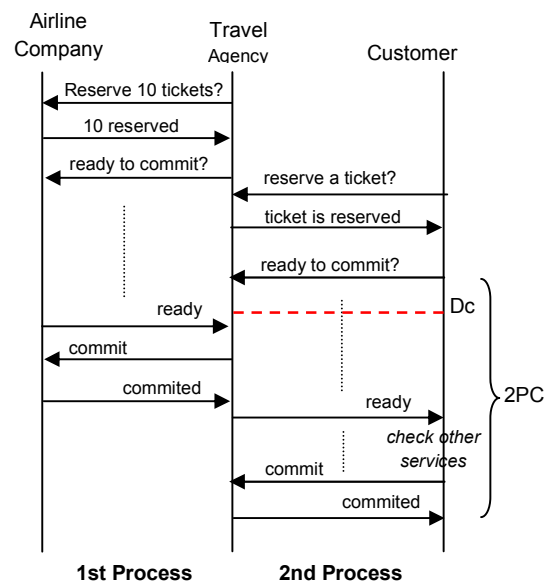 Airline
Company
Travel
Agency
Customer
Reserve 10 tickets?
10 reserved
ready to commit?
reserve a ticket?
ticket is reserved
ready to commit?
Dc
ready
commit
commited
ready
2PC
check other
services
commit
commited
1st Process
2nd Process